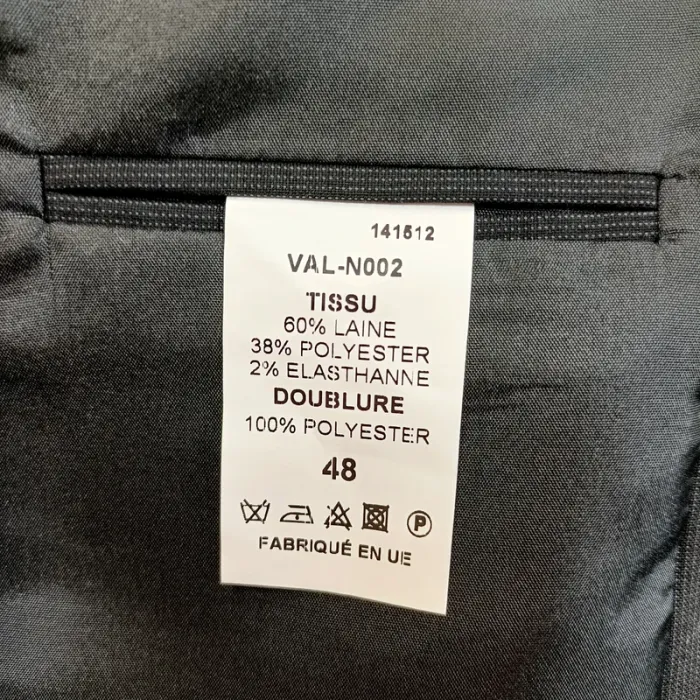 141512
VAL-N002
TISSU
60% LAINE
38% POLYESTER
2% ELASTHANNE
DOUBLURE
100% POLYESTER
48
P
FABRIQUÉ EN UE